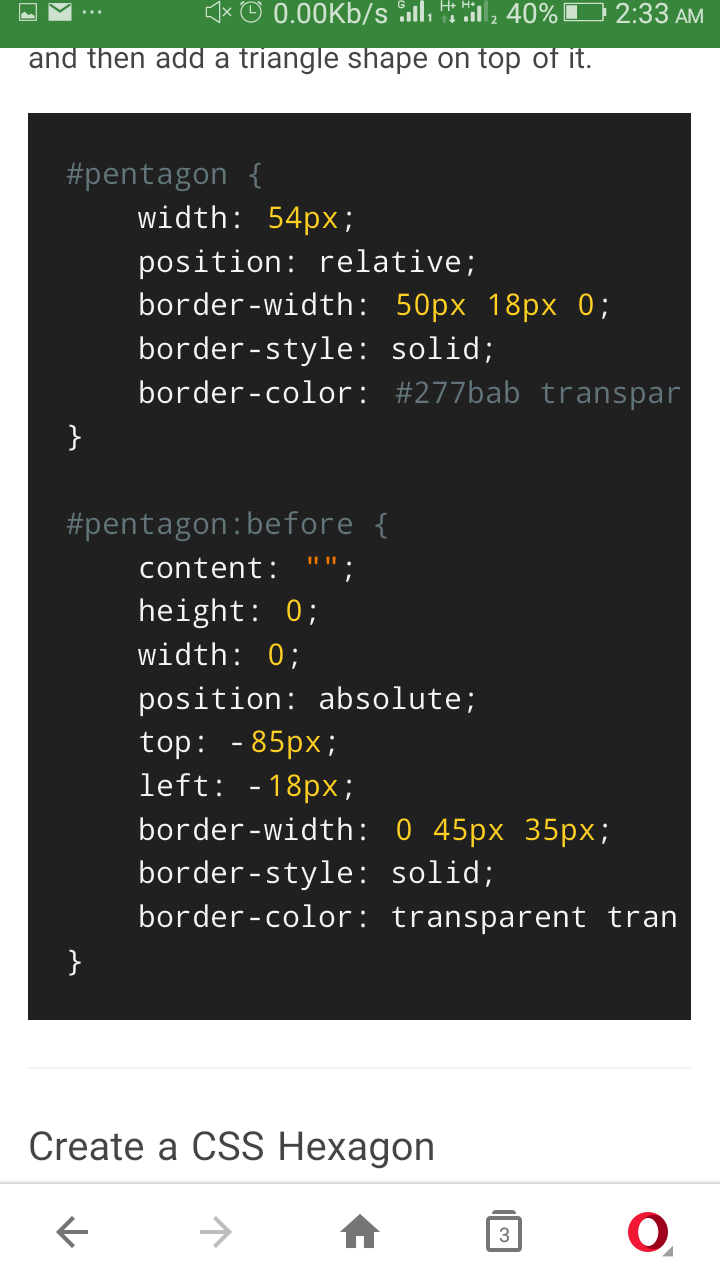 0.00Kb/s G 1 H+ H+ 2 40% 2:33 AM
and then add a triangle shape on top of it.
#pentagon {
width: 54px;
position: relative;
border-width: 50px 18px 0;
border-style: solid;
border-color: #277bab transpar
}
#pentagon:before {
content: "";
height: 0;
width: 0;
position: absolute;
top: -85px;
left: -18px;
border-width: 0 45px 35px;
border-style: solid;
border-color: transparent tran
}
Create a CSS Hexagon
3